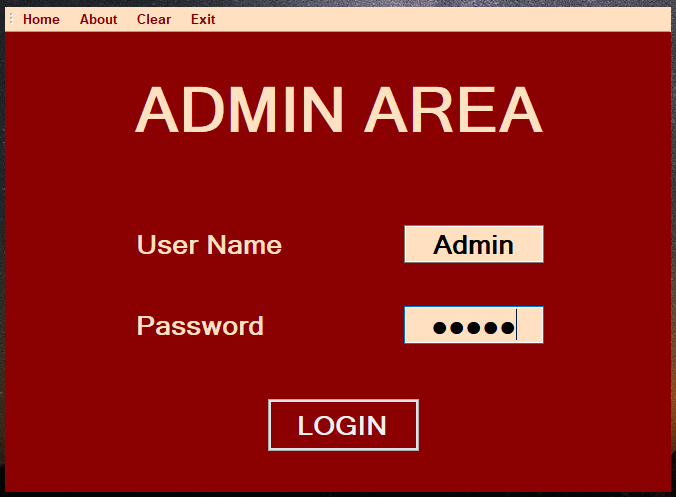 Home About Clear Exit
ADMIN AREA
User Name Admin
Password ●●●●●
LOGIN